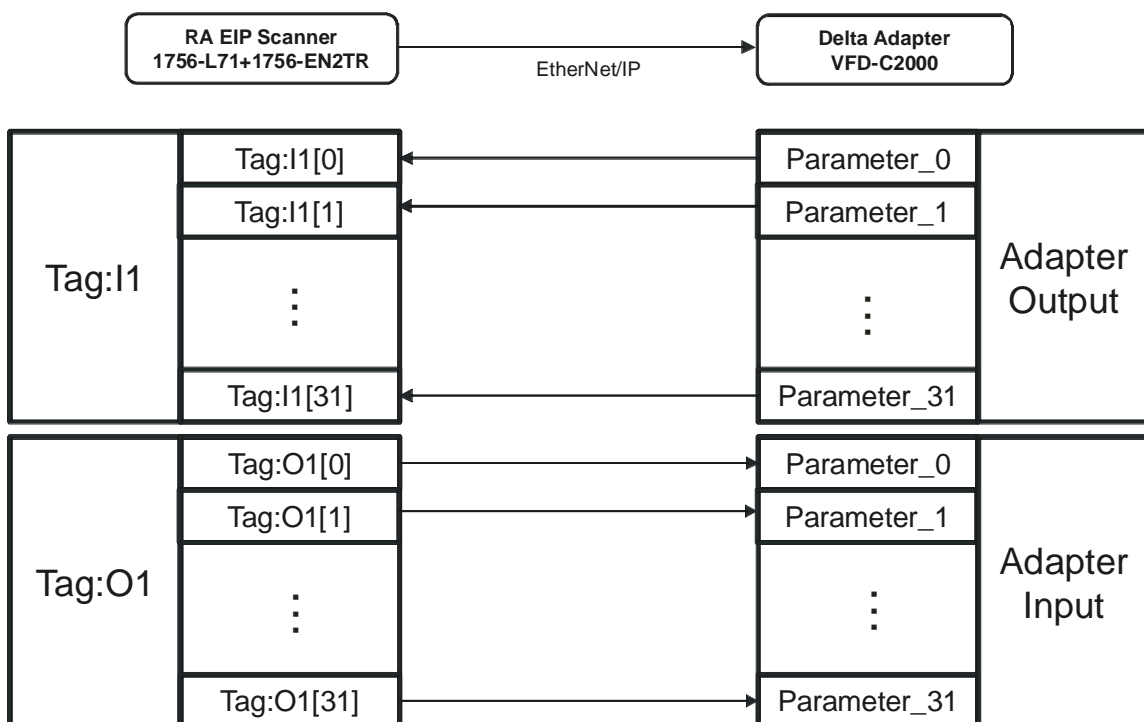 RA EIP Scanner
1756-L71+1756-EN2TR
EtherNet/IP
Delta Adapter
VFD-C2000
Tag:I1
Tag:I1[0]
Parameter_0
Tag:I1[1]
Parameter_1
⋮
⋮
Tag:I1[31]
Parameter_31
Adapter
Output
Tag:O1
Tag:O1[0]
Parameter_0
Tag:O1[1]
Parameter_1
⋮
⋮
Tag:O1[31]
Parameter_31
Adapter
Input